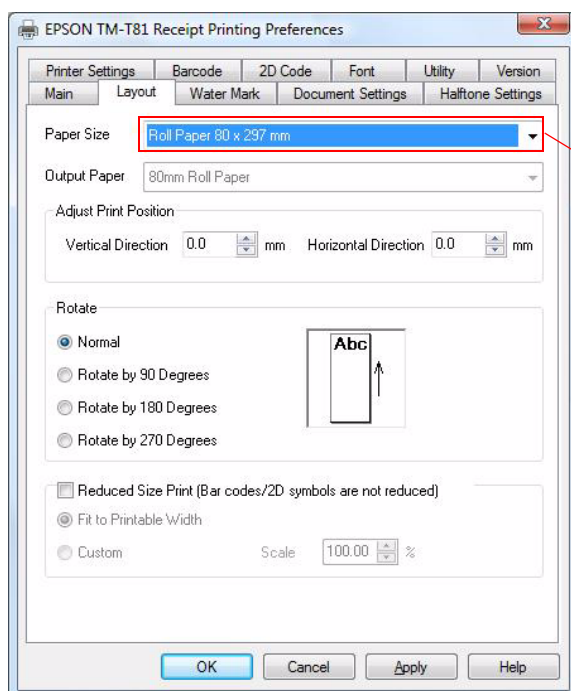 EPSON TM-T81 Receipt Printing Preferences
Printer Settings Barcode 2D Code Font Utility Version
Main Layout Water Mark Document Settings Halftone Settings
Paper Size Roll Paper 80 x 297 mm
Output Paper 80mm Roll Paper
Adjust Print Position
Vertical Direction 0.0 mm Horizontal Direction 0.0 mm
Rotate
Normal
Abc
Rotate by 90 Degrees
Rotate by 180 Degrees
Rotate by 270 Degrees
Reduced Size Print (Bar codes/2D symbols are not reduced)
Fit to Printable Width
Custom Scale 100.00 %
OK Cancel Apply Help